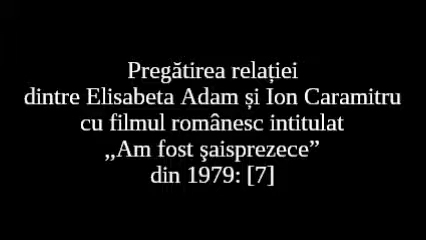 Pregătirea relației
dintre Elisabeta Adam și Ion Caramitru
cu filmul românesc intitulat
,,Am fost şaisprezece”
din 1979: [7]